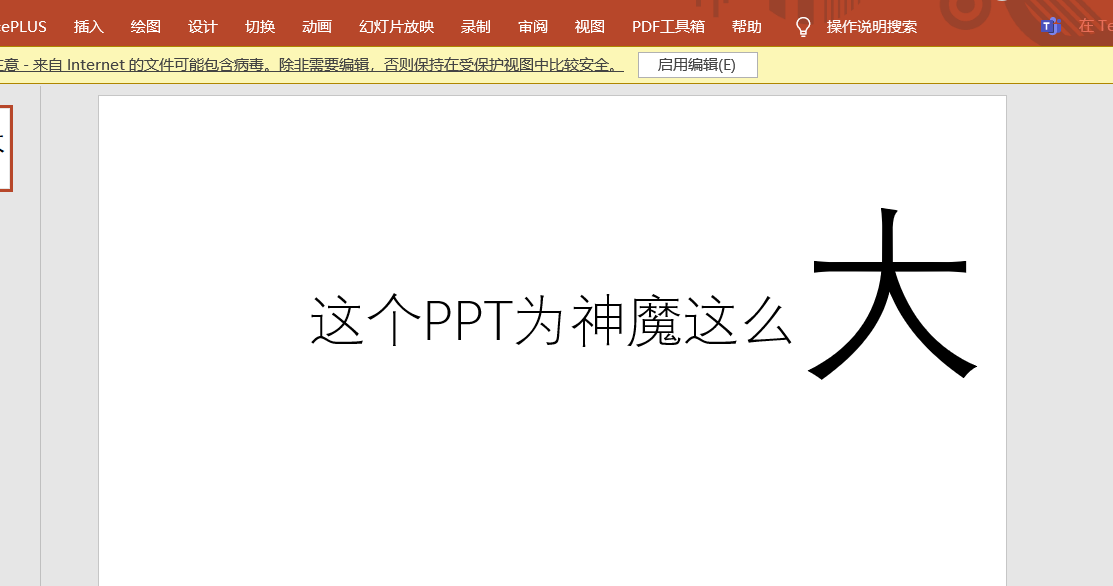 ePLUS 插入 绘图 设计 切换 动画 幻灯片放映 录制 审阅 视图 PDF工具箱 帮助 操作说明搜索 在 Te
意 - 来自 Internet 的文件可能包含病毒。除非需要编辑，否则保持在受保护视图中比较安全。 启用编辑(E)
这个PPT为神魔这么大